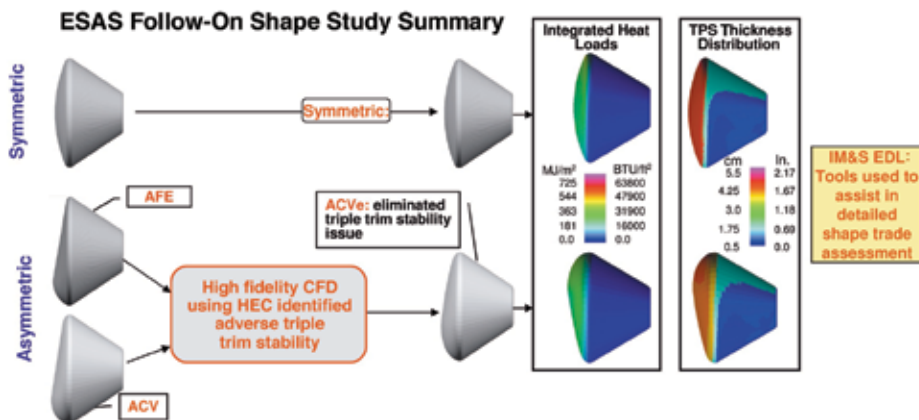 ESAS Follow-On Shape Study Summary
Symmetric
Symmetric:
Asymmetric
AFE
ACV
High fidelity CFD
using HEC identified
adverse triple
trim stability
ACVe: eliminated
triple trim stability
issue
Integrated Heat
Loads
MJ/m² BTU/ft²
725 63800
544 47900
363 31900
181 16000
0.0 0.0
TPS Thickness
Distribution
cm In.
5.5 2.17
4.25 1.67
3.0 1.18
1.75 0.69
0.5 0.0
IM&S EDL:
Tools used to
assist in
detailed
shape trade
assessment